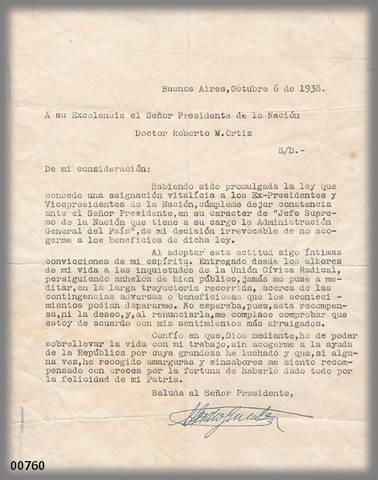 Buenos Aires,Octubre 6 de 1938.
A su Excelencia el Señor Presidente de la Nación
Doctor Roberto M.Ortiz
S/D.-
De mi consideración:
Habiendo sido promulgada la ley que
concede una asignación vitalicia a los Ex-Presidentes y
Vicepresidentes de la Nación, cúmpleme dejar constancia
ante el Señor Presidente,en su caracter de "Jefe Supre-
mo de la Nación que tiene a su cargo la Administración
General del País",de mi decisión irrevocable de no aco-
germe a los beneficios de dicha ley.
Al adoptar esta actitud sigo íntimas
convicciones de mi espíritu. Entregado desde los albores
de mi vida a las inquietudes de la Unión Cívica Radical,
persiguiendo anhelos de bien público,jamás me puse a me-
ditar,en la larga trayectoria recorrida, acerca de las
contingencias adversas o beneficiosas que los aconteci-
mientos podían depararme. No esperaba,pues,esta recompen-
sa,ni la deseo,y,al renunciarla,me complace comprobar que
estoy de acuerdo con mis sentimientos más arraigados.
Confío en que,Dios mediante,he de poder
sobrellevar la vida con mi trabajo, sin acogerme a la ayuda
de la República por cuya grandeza he luchado y que,si algu-
na vez,he recogido amarguras y sinsabores me siento recom-
pensado con creces por la fortuna de haberlo dado todo por
la felicidad de mi Patria.
Saluda al Señor Presidente,
00760